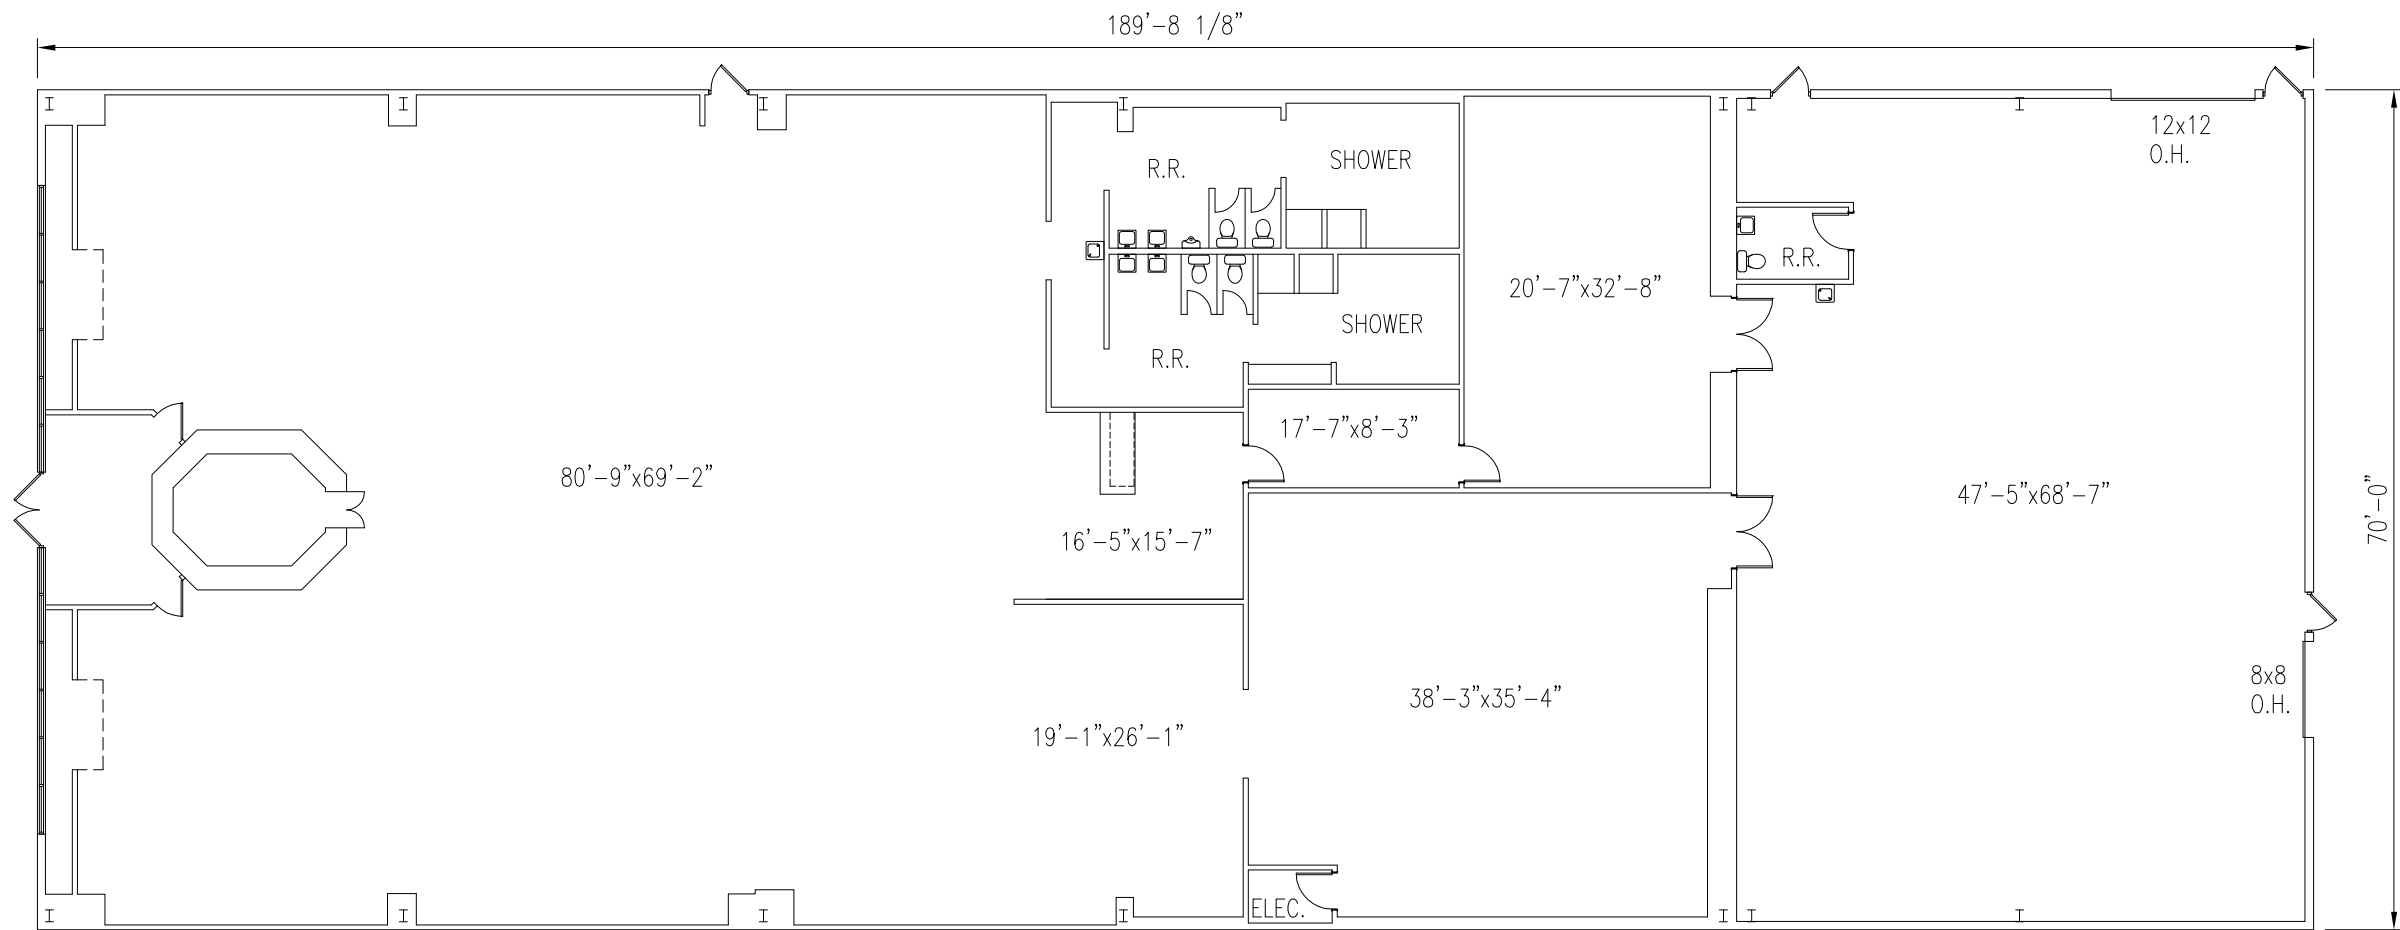 189'-8 1/8"
12x12
O.H.
R.R.
SHOWER
R.R.
20'-7"x32'-8"
SHOWER
R.R.
17'-7"x8'-3"
80'-9"x69'-2"
47'-5"x68'-7"
70'-0"
16'-5"x15'-7"
8x8
O.H.
38'-3"x35'-4"
19'-1"x26'-1"
ELEC.